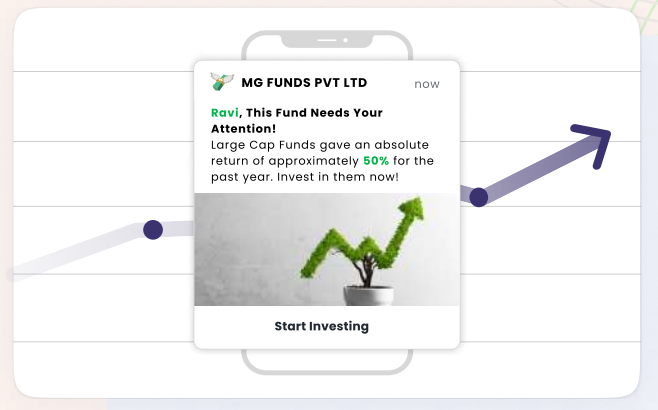 MG FUNDS PVT LTD
now
Ravi, This Fund Needs Your
Attention!
Large Cap Funds gave an absolute
return of approximately 50% for the
past year. Invest in them now!
Start Investing